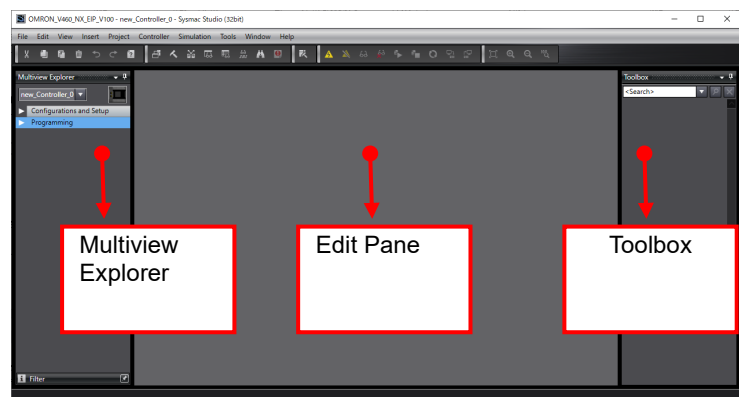 OMRON_V460_NX_EIP_V100 - new_Controller_0 - Sysmac Studio (32bit)
File Edit View Insert Project Controller Simulation Tools Window Help
Multiview Explorer
Toolbox
new_Controller_0
<Search>
Configurations and Setup
Programming
Multiview
Explorer
Edit Pane
Toolbox
Filter